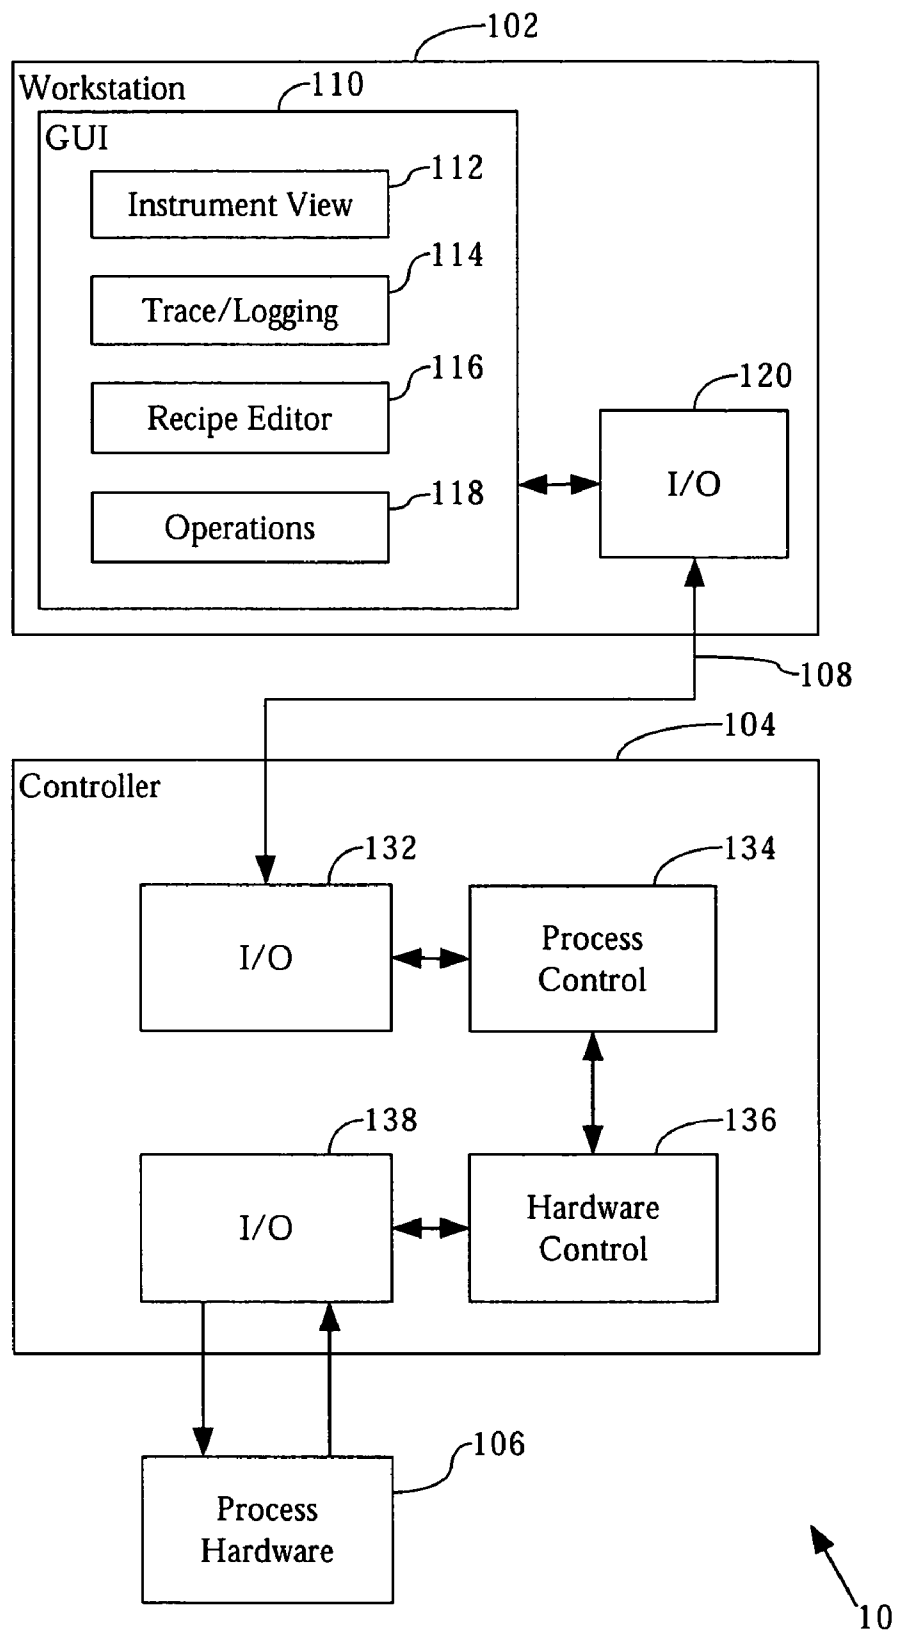 102
Workstation
110
GUI
112
Instrument View
114
Trace/Logging
116
Recipe Editor
120
I/O
118
Operations
108
104
Controller
132
134
I/O
Process
Control
138
136
I/O
Hardware
Control
106
Process
Hardware
10